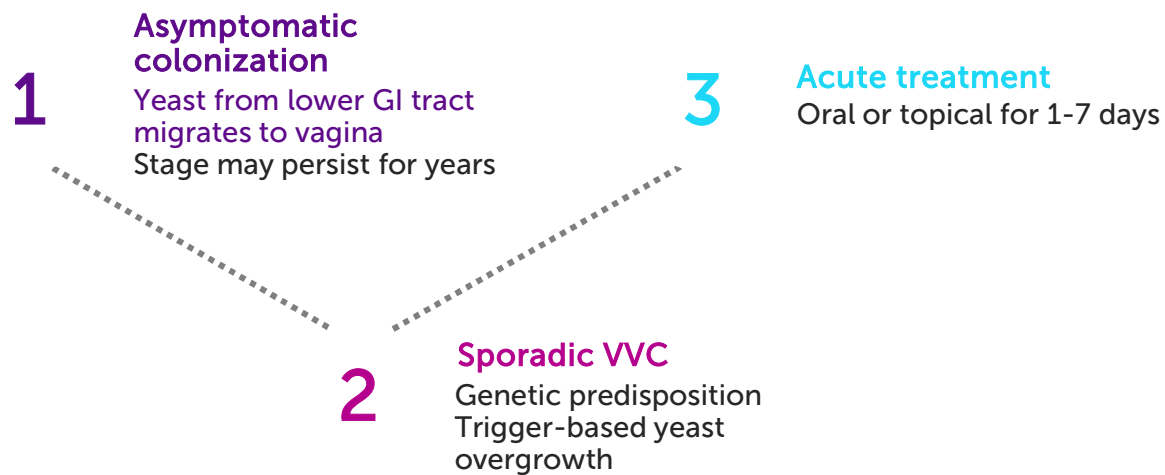 1
Asymptomatic
colonization
Yeast from lower GI tract
migrates to vagina
Stage may persist for years
2
Sporadic VVC
Genetic predisposition
Trigger-based yeast
overgrowth
3
Acute treatment
Oral or topical for 1-7 days